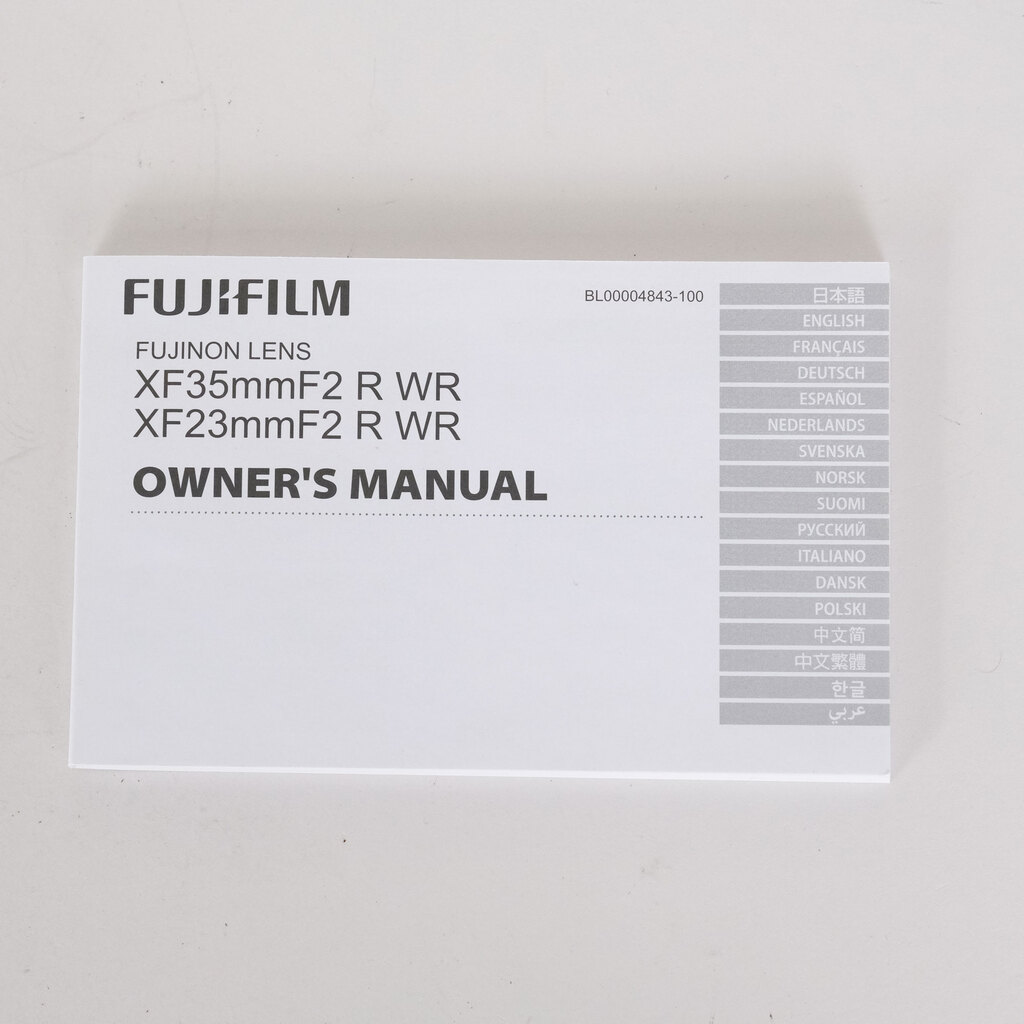 FUJIFILM
BL00004843-100
FUJINON LENS
XF35mmF2 R WR
XF23mmF2 R WR
OWNER'S MANUAL
日本語
ENGLISH
FRANÇAIS
DEUTSCH
ESPAÑOL
NEDERLANDS
SVENSKA
NORSK
SUOMI
РУССКИЙ
ITALIANO
DANSK
POLSKI
中文简
中文繁體
한글
عربي